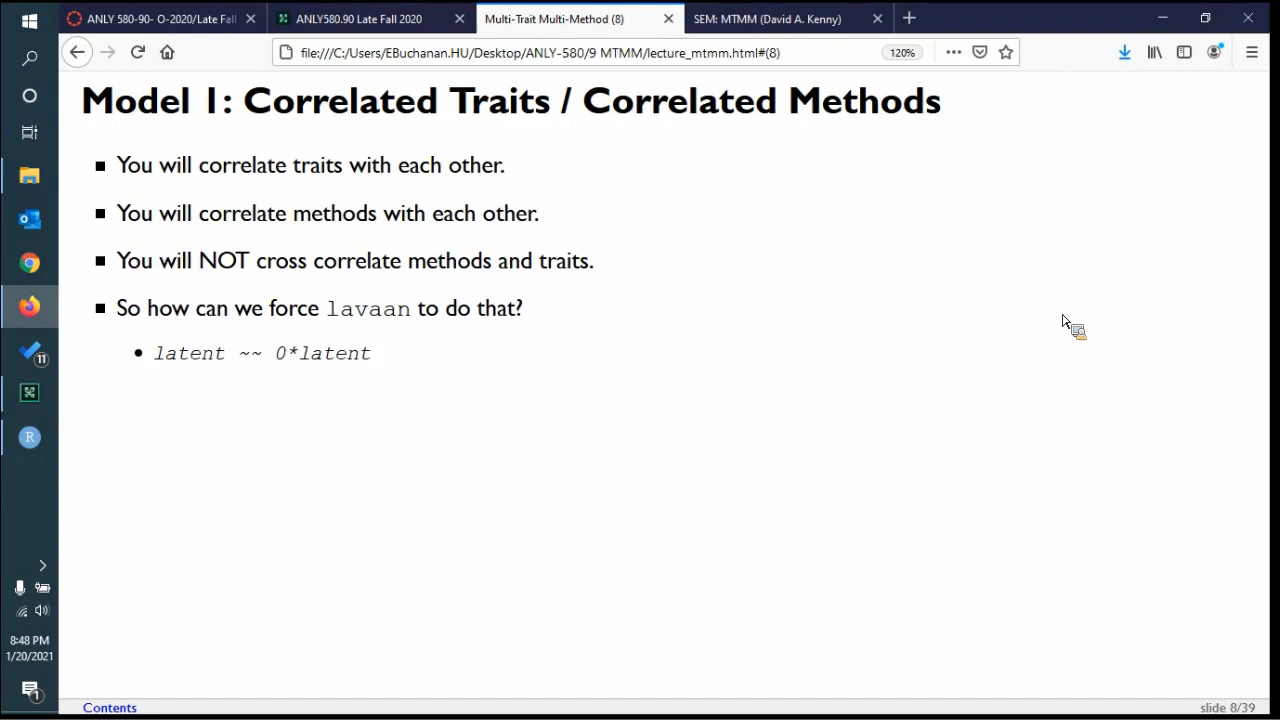 ANLY 580-90- O-2020/Late Fall
ANLY580.90 Late Fall 2020
Multi-Trait Multi-Method (8)
SEM: MTMM (David A. Kenny)
file:///C:/Users/EBuchanan.HU/Desktop/ANLY-580/9 MTMM/lecture_mtmm.html#(8)
120%
Model 1: Correlated Traits / Correlated Methods
You will correlate traits with each other.
You will correlate methods with each other.
You will NOT cross correlate methods and traits.
So how can we force lavaan to do that?
latent ~~ 0*latent
11
R
8:48 PM
1/20/2021
1
Contents
slide 8/39